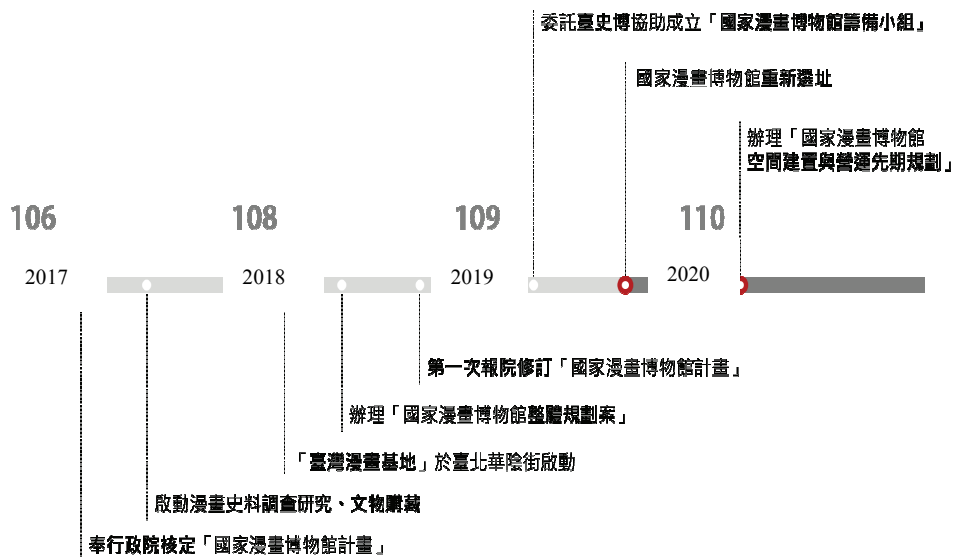 委託臺史博協助成立「國家漫畫博物館籌備小組」
國家漫畫博物館重新選址
辦理「國家漫畫博物館
空間建置與營運先期規劃」
106
108
109
110
2017
2018
2019
2020
第一次報院修訂「國家漫畫博物館計畫」
辦理「國家漫畫博物館整體規劃案」
「臺灣漫畫基地」於臺北華陰街啟動
啟動漫畫史料調查研究、文物購藏
奉行政院核定「國家漫畫博物館計畫」